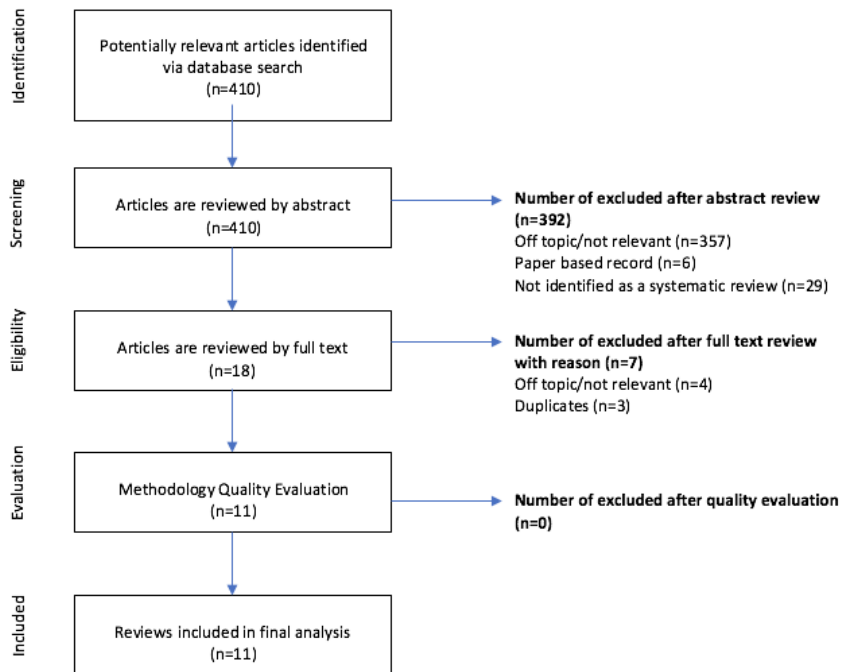 Identification
Potentially relevant articles identified
via database search
(n=410)
Screening
Articles are reviewed by abstract
(n=410)
Number of excluded after abstract review
(n=392)
Off topic/not relevant (n=357)
Paper based record (n=6)
Not identified as a systematic review (n=29)
Eligibility
Articles are reviewed by full text
(n=18)
Number of excluded after full text review
with reason (n=7)
Off topic/not relevant (n=4)
Duplicates (n=3)
Evaluation
Methodology Quality Evaluation
(n=11)
Number of excluded after quality evaluation
(n=0)
Included
Reviews included in final analysis
(n=11)